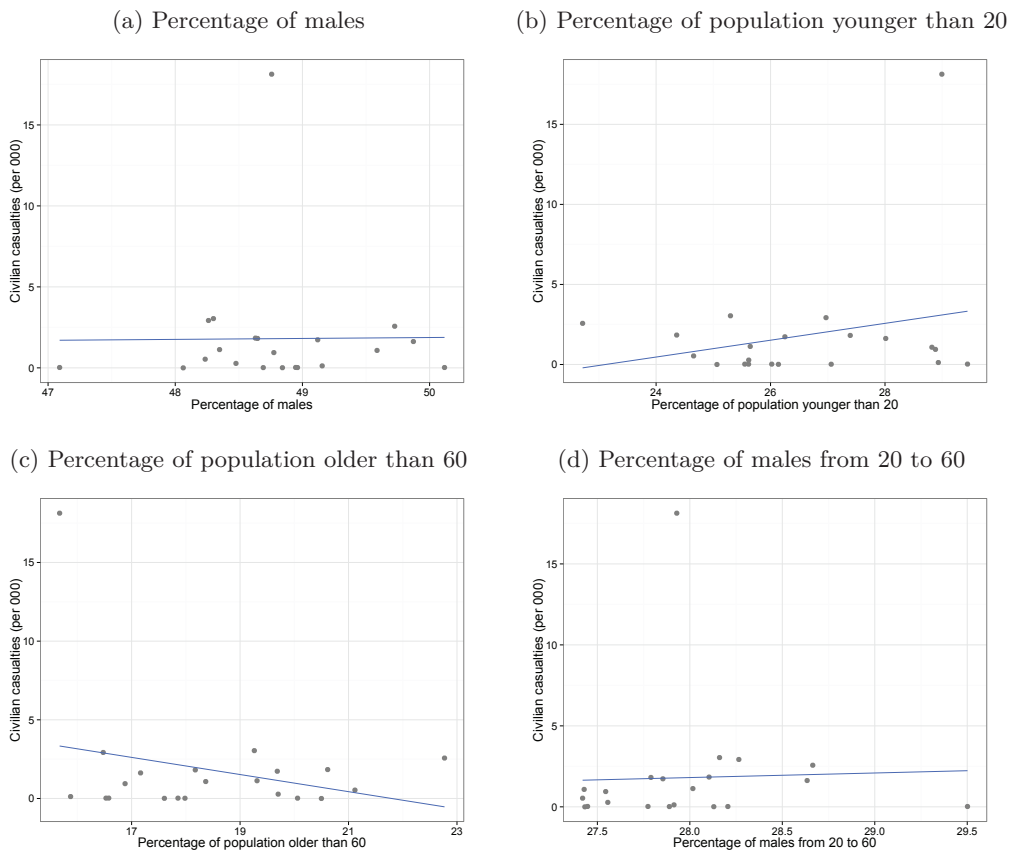 (a) Percentage of males
15
10
5
0
Civilian casualties (per 000)
47 48 49 50
Percentage of males
(b) Percentage of population younger than 20
15
10
5
0
Civilian casualties (per 000)
24 26 28
Percentage of population younger than 20
(c) Percentage of population older than 60
15
10
5
0
Civilian casualties (per 000)
17 19 21 23
Percentage of population older than 60
(d) Percentage of males from 20 to 60
15
10
5
0
Civilian casualties (per 000)
27.5 28.0 28.5 29.0 29.5
Percentage of males from 20 to 60